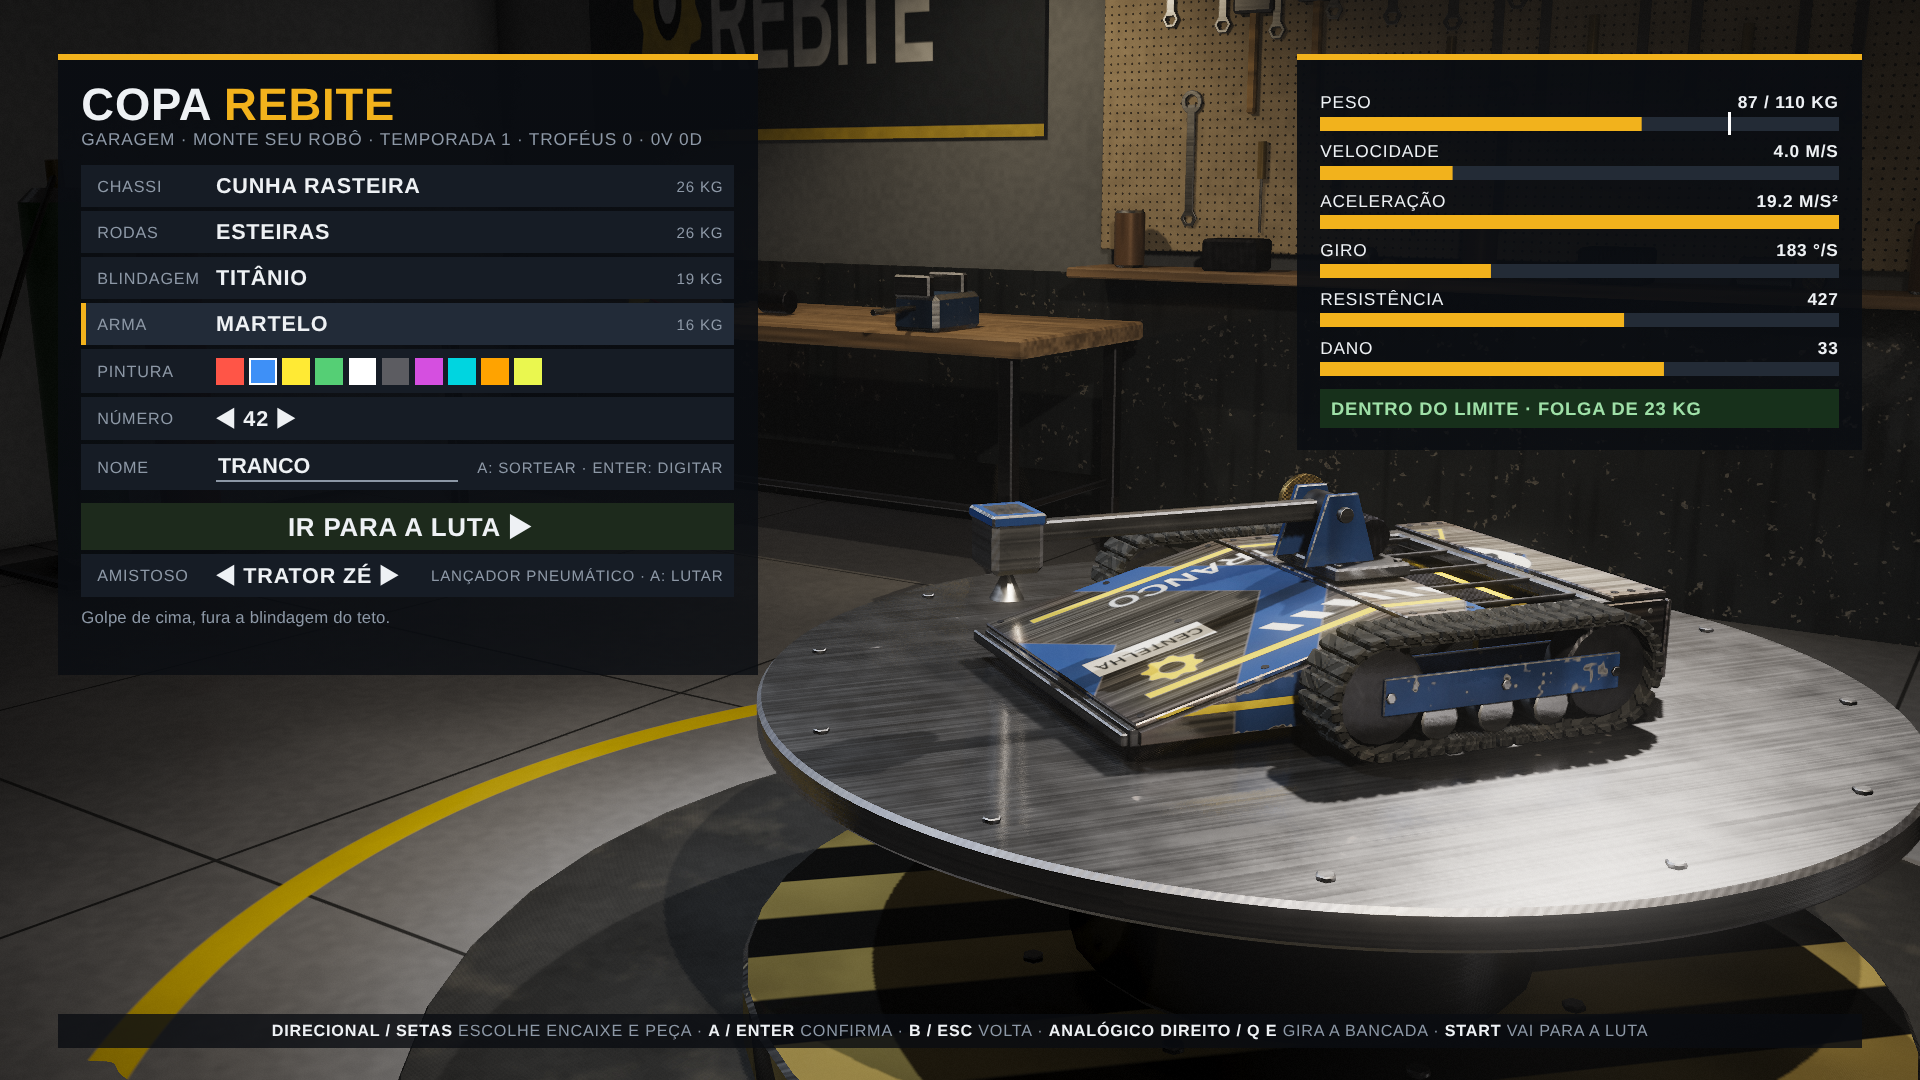 REBITE
COPA REBITE
GARAGEM · MONTE SEU ROBÔ · TEMPORADA 1 · TROFÉUS 0 · 0V 0D
CHASSI CUNHA RASTEIRA 26 KG
RODAS ESTEIRAS 26 KG
BLINDAGEM TITÂNIO 19 KG
ARMA MARTELO 16 KG
PINTURA
NÚMERO ◀ 42 ▶
NOME TRANCO A: SORTEAR · ENTER: DIGITAR
IR PARA A LUTA ▶
AMISTOSO ◀ TRATOR ZÉ ▶ LANÇADOR PNEUMÁTICO · A: LUTAR
Golpe de cima, fura a blindagem do teto.
PESO 87 / 110 KG
VELOCIDADE 4.0 M/S
ACELERAÇÃO 19.2 M/S²
GIRO 183 °/S
RESISTÊNCIA 427
DANO 33
DENTRO DO LIMITE · FOLGA DE 23 KG
RANCO
CENTELHA
DIRECIONAL / SETAS ESCOLHE ENCAIXE E PEÇA · A / ENTER CONFIRMA · B / ESC VOLTA · ANALÓGICO DIREITO / Q E GIRA A BANCADA · START VAI PARA A LUTA